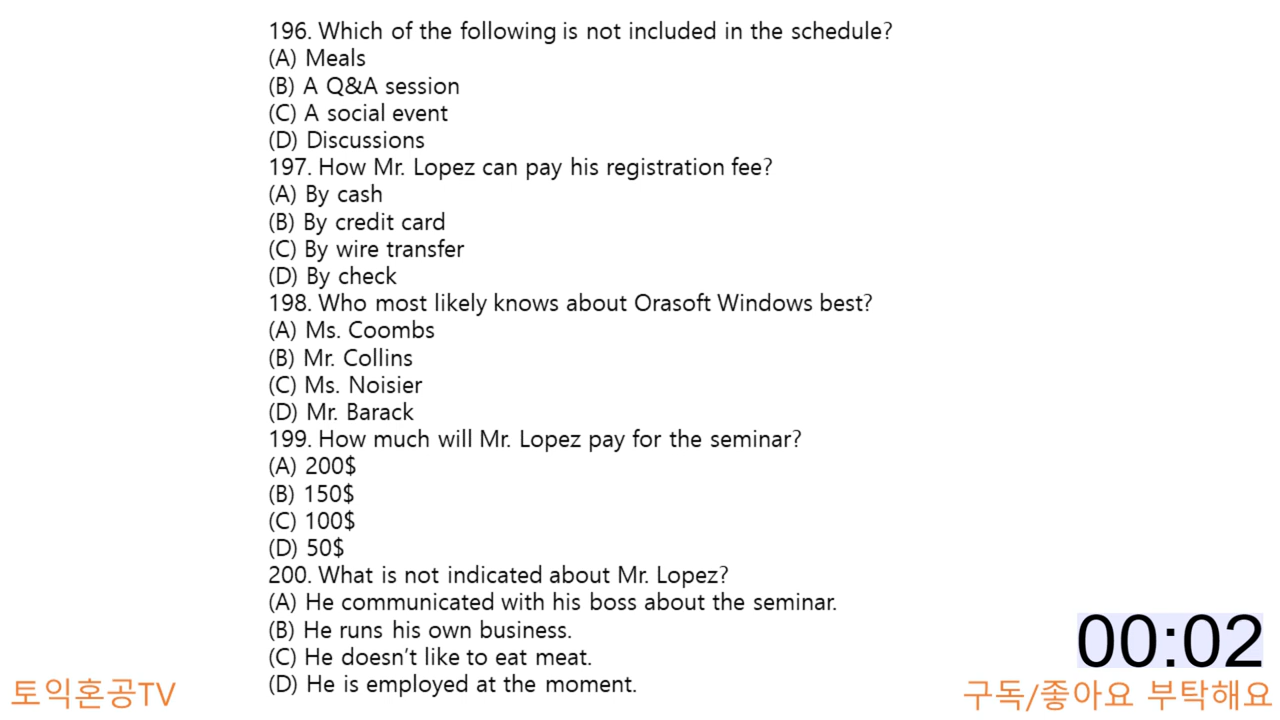 196. Which of the following is not included in the schedule?
(A) Meals
(B) A Q&A session
(C) A social event
(D) Discussions
197. How Mr. Lopez can pay his registration fee?
(A) By cash
(B) By credit card
(C) By wire transfer
(D) By check
198. Who most likely knows about Orasoft Windows best?
(A) Ms. Coombs
(B) Mr. Collins
(C) Ms. Noisier
(D) Mr. Barack
199. How much will Mr. Lopez pay for the seminar?
(A) 200$
(B) 150$
(C) 100$
(D) 50$
200. What is not indicated about Mr. Lopez?
(A) He communicated with his boss about the seminar.
(B) He runs his own business.
(C) He doesn't like to eat meat.
(D) He is employed at the moment.
00:02
토익혼공TV
구독/좋아요 부탁해요